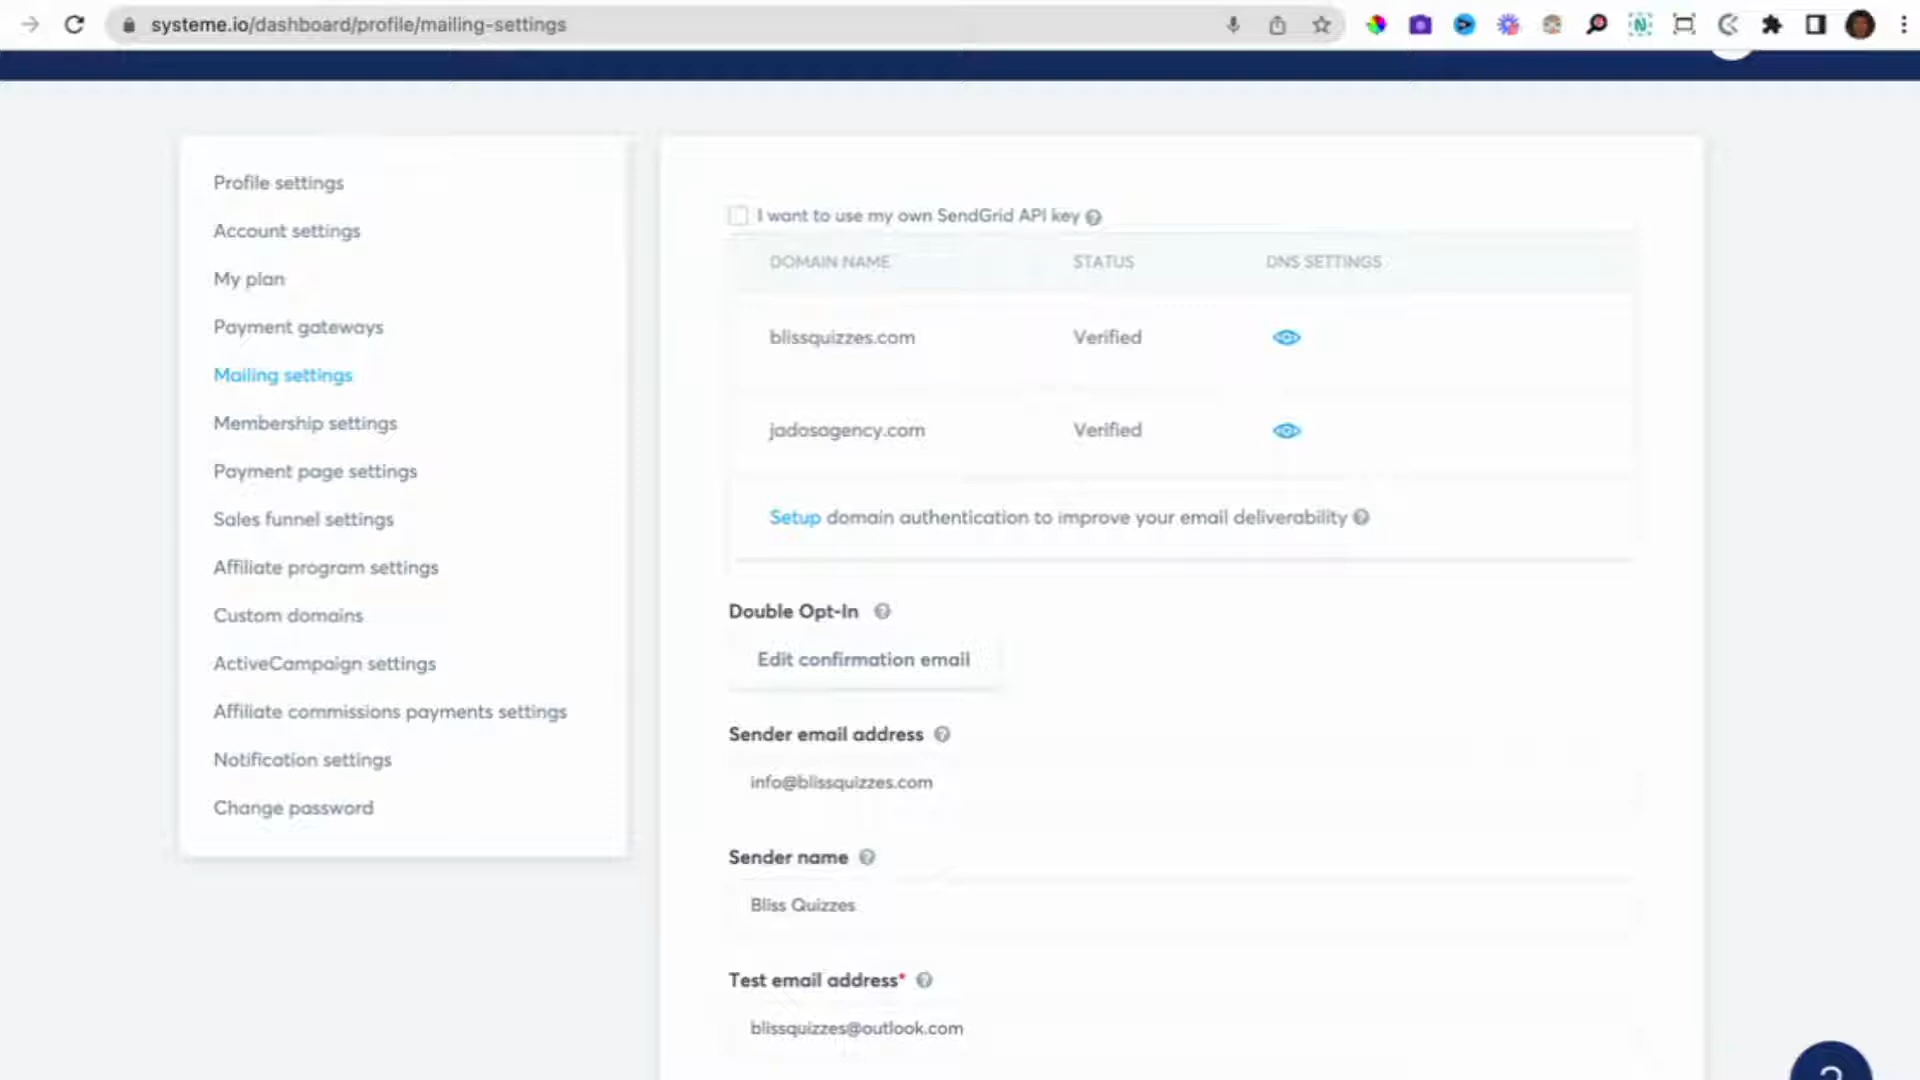 systeme.io/dashboard/profile/mailing-settings
Profile settings
Account settings
My plan
Payment gateways
Mailing settings
Membership settings
Payment page settings
Sales funnel settings
Affiliate program settings
Custom domains
ActiveCampaign settings
Affiliate commissions payments settings
Notification settings
Change password
I want to use my own SendGrid API key
DOMAIN NAME STATUS DNS SETTINGS
blissquizzes.com Verified
jadosagency.com Verified
Setup domain authentication to improve your email deliverability
Double Opt-In
Edit confirmation email
Sender email address
info@blissquizzes.com
Sender name
Bliss Quizzes
Test email address*
blissquizzes@outlook.com